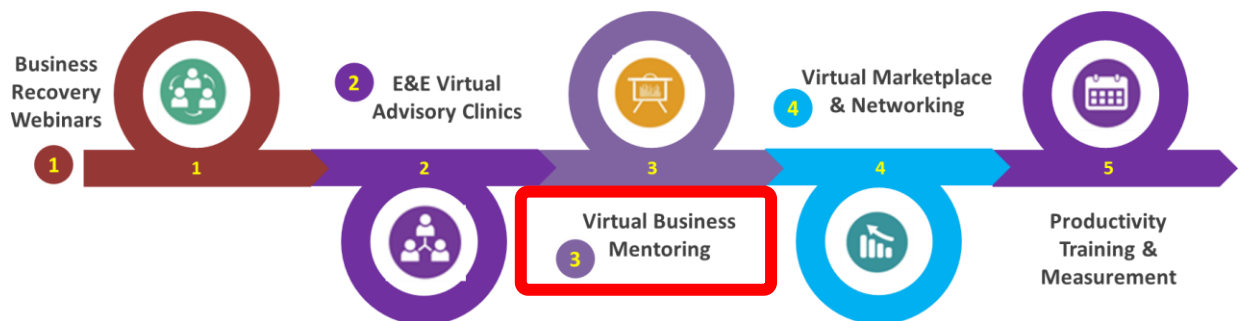 Business
Recovery
Webinars
1
1
2
E&E Virtual
Advisory Clinics
2
3
Virtual Business
Mentoring
3
Virtual Marketplace
& Networking
4
4
5
Productivity
Training &
Measurement